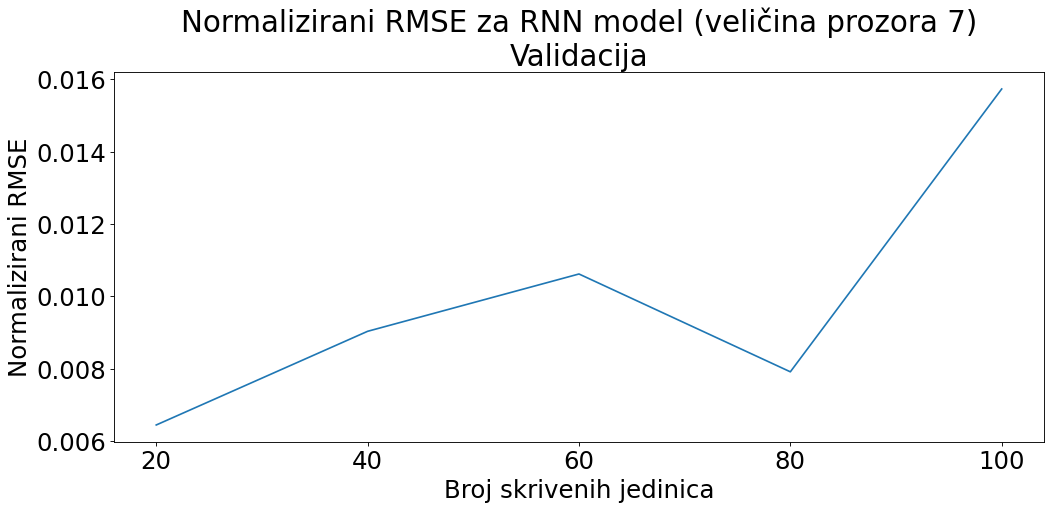 Normalizirani RMSE za RNN model (veličina prozora 7)
Validacija
Normalizirani RMSE
0.016
0.014
0.012
0.010
0.008
0.006
20 40 60 80 100
Broj skrivenih jedinica